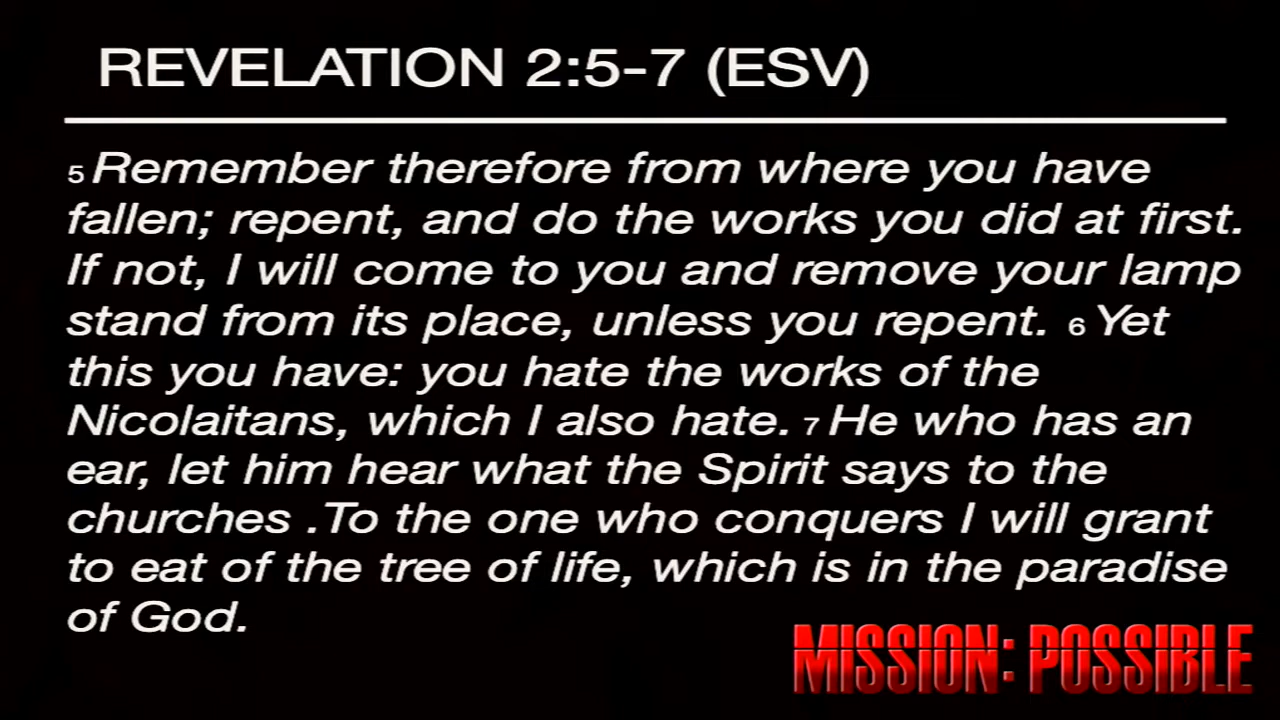 REVELATION 2:5-7 (ESV)
5 Remember therefore from where you have
fallen; repent, and do the works you did at first.
If not, I will come to you and remove your lamp
stand from its place, unless you repent. 6 Yet
this you have: you hate the works of the
Nicolaitans, which I also hate. 7 He who has an
ear, let him hear what the Spirit says to the
churches .To the one who conquers I will grant
to eat of the tree of life, which is in the paradise
of God.
MISSION: POSSIBLE